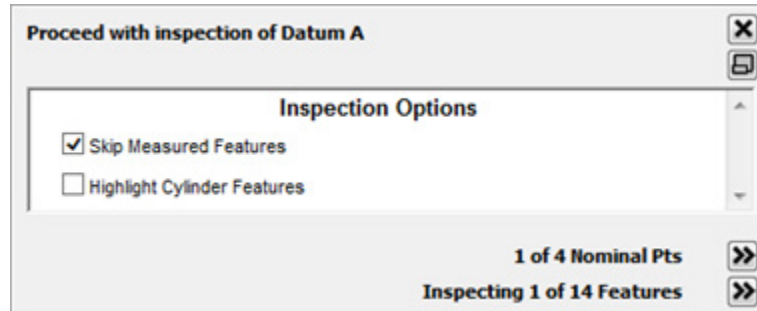 Proceed with inspection of Datum A
Inspection Options
Skip Measured Features
Highlight Cylinder Features
1 of 4 Nominal Pts
Inspecting 1 of 14 Features